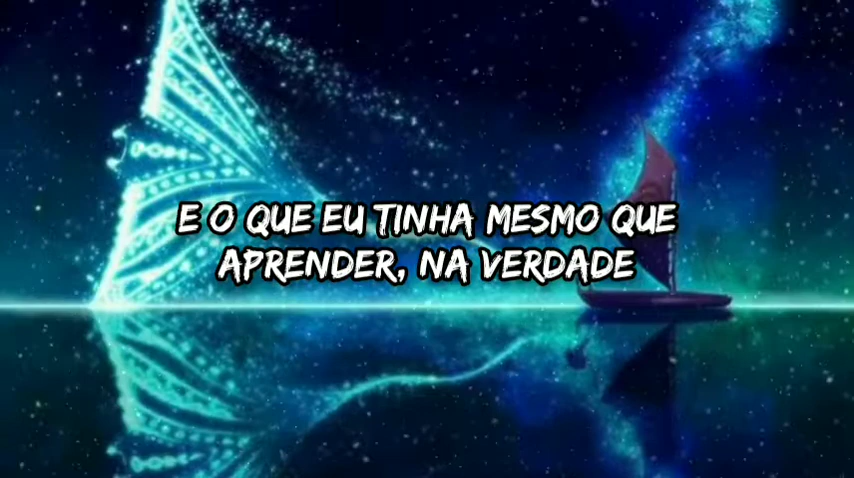 E O QUE EU TINHA MESMO QUE
APRENDER, NA VERDADE